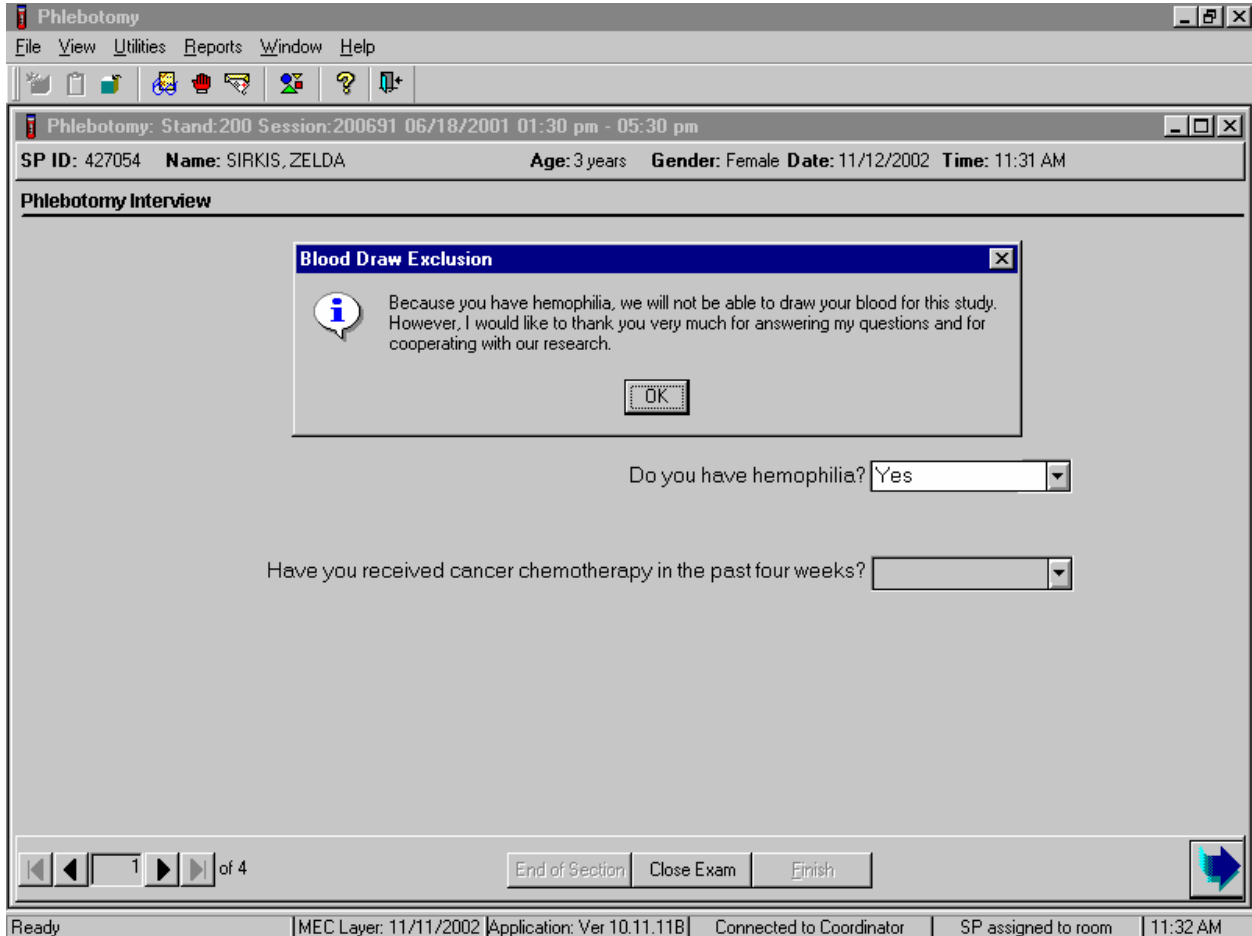 Phlebotomy
File View Utilities Reports Window Help
Phlebotomy: Stand:200 Session:200691 06/18/2001 01:30 pm - 05:30 pm
SP ID: 427054 Name: SIRKIS, ZELDA Age: 3 years Gender: Female Date: 11/12/2002 Time: 11:31 AM
Phlebotomy Interview
Blood Draw Exclusion
Because you have hemophilia, we will not be able to draw your blood for this study.
However, I would like to thank you very much for answering my questions and for
cooperating with our research.
OK
Do you have hemophilia? Yes
Have you received cancer chemotherapy in the past four weeks?
1 of 4 End of Section Close Exam Finish
Ready MEC Layer: 11/11/2002 Application: Ver 10.11.11B Connected to Coordinator SP assigned to room 11:32 AM